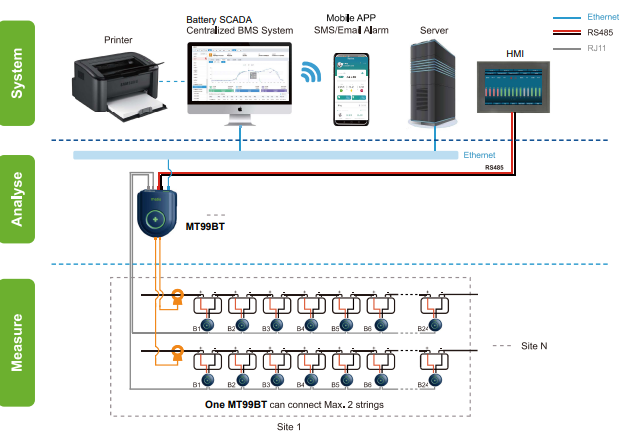 System
Analyse
Measure
Printer
Battery SCADA
Centralized BMS System
Mobile APP
SMS/Email Alarm
Server
HMI
Ethernet
RS485
RJ11
Ethernet
RS485
MT99BT
B1 B2 B3 B4 B5 B6 B24
B1 B2 B3 B4 B5 B6 B24
One MT99BT can connect Max. 2 strings
Site N
Site 1